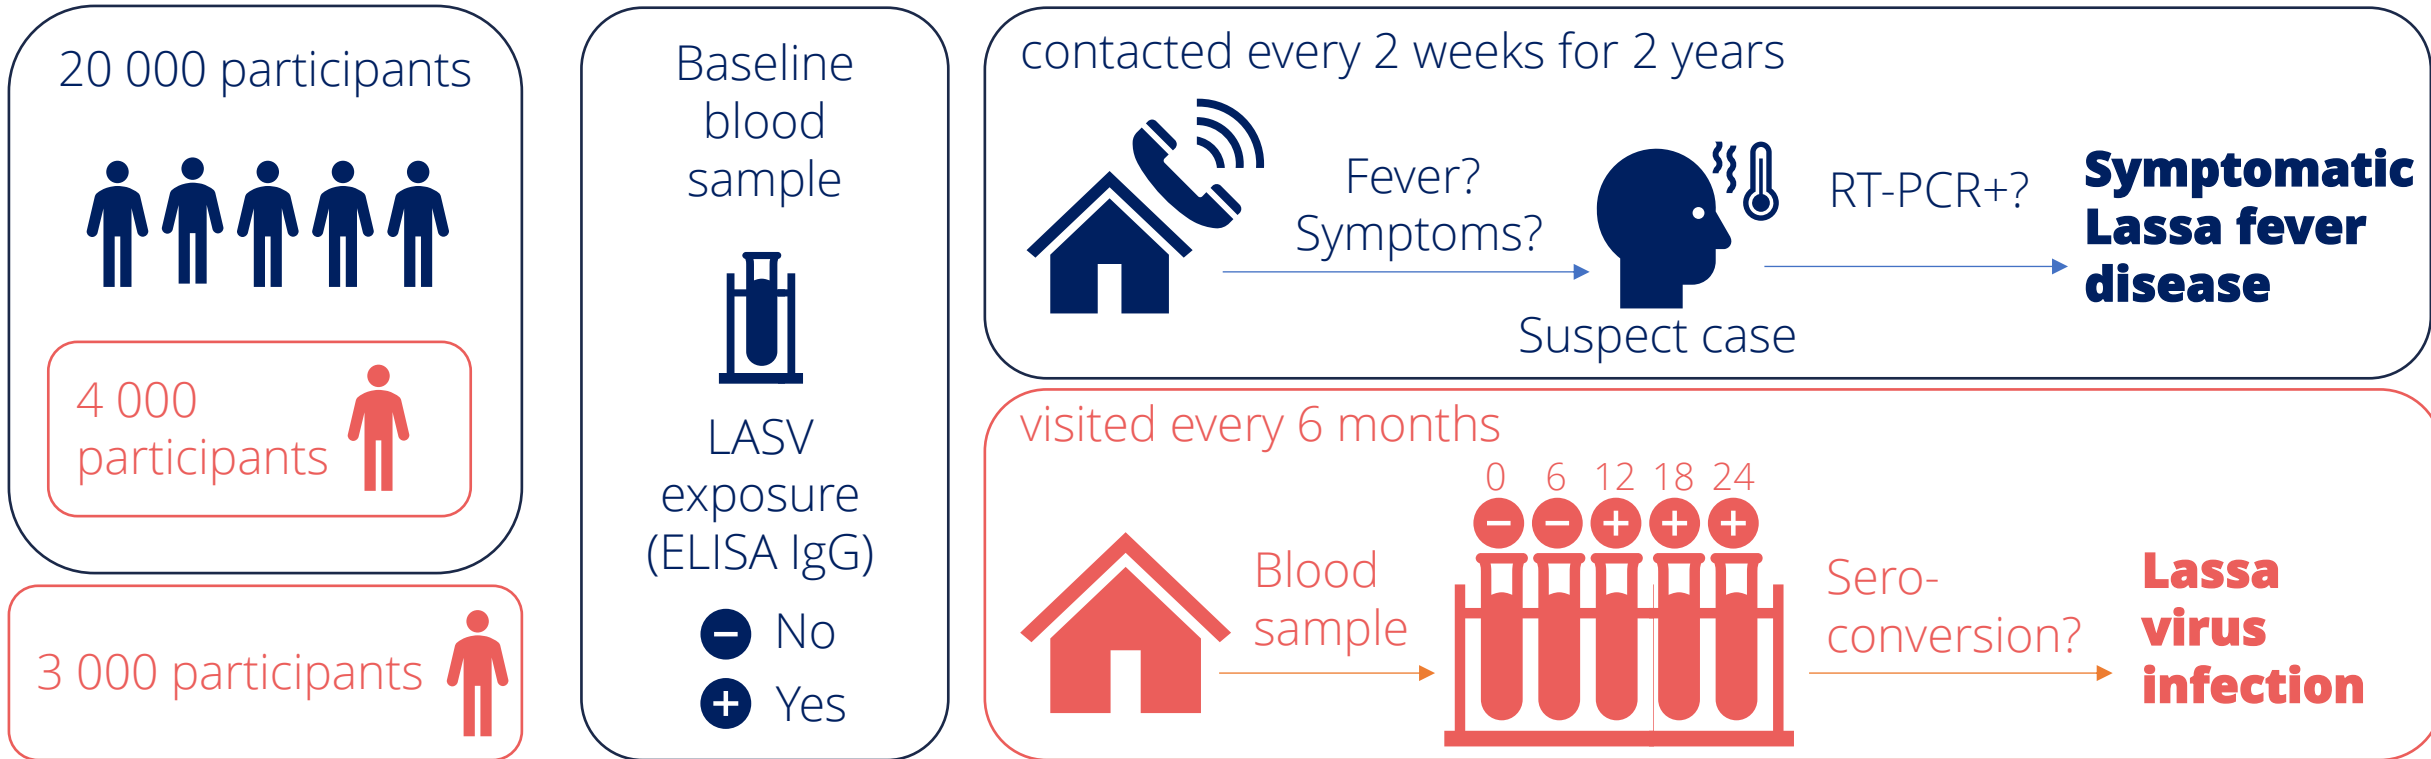 20 000 participants
4 000
participants
3 000 participants
Baseline
blood
sample
LASV
exposure
(ELISA IgG)
No
Yes
contacted every 2 weeks for 2 years
Fever?
Symptoms?
Suspect case
RT-PCR+?
Symptomatic
Lassa fever
disease
visited every 6 months
Blood
sample
0 6 12 18 24
Sero-
conversion?
Lassa
virus
infection